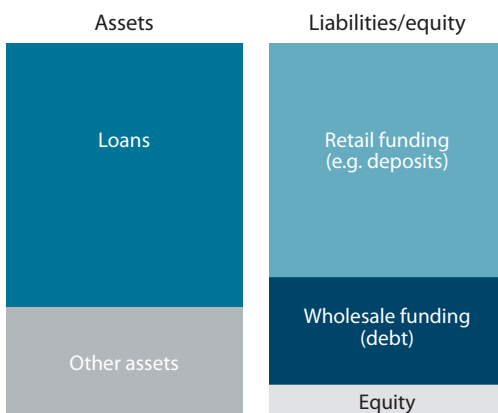 Assets
Loans
Other assets
Liabilities/equity
Retail funding
(e.g. deposits)
Wholesale funding
(debt)
Equity